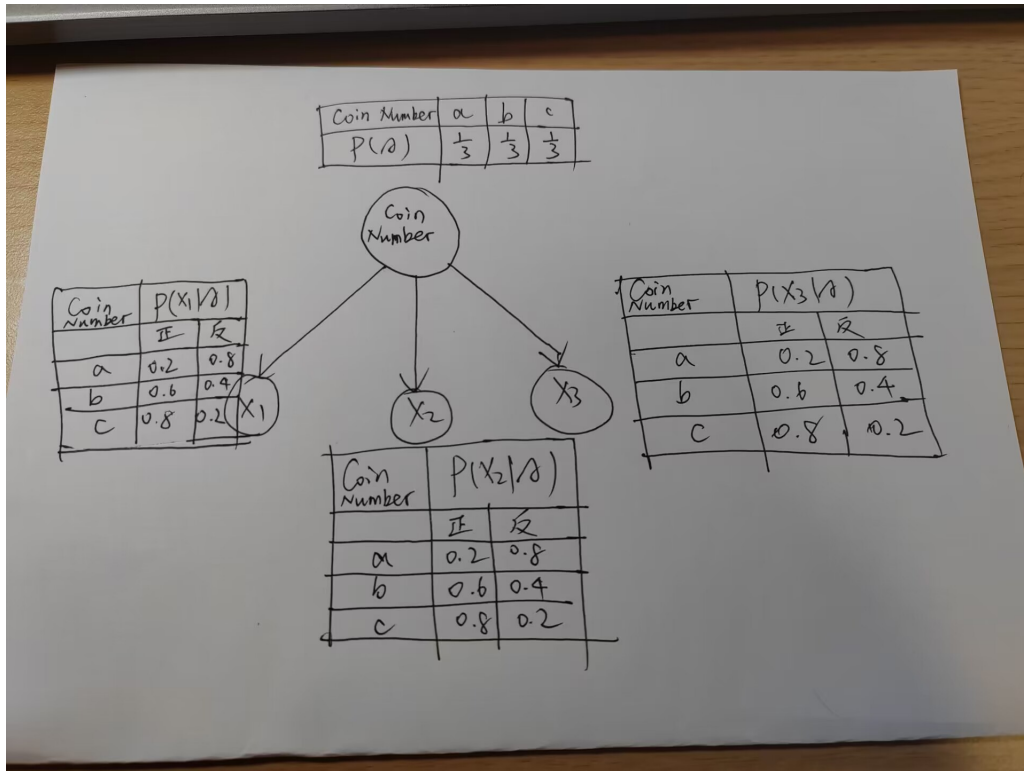 Coin Number a b c
P(s) 1/3 1/3 1/3
Coin
Number
Coin
Number P(X1|s)
正 反
a 0.2 0.8
b 0.6 0.4
c 0.8 0.2
X1
X2
X3
Coin
Number P(X3|s)
正 反
a 0.2 0.8
b 0.6 0.4
c 0.8 0.2
Coin
Number P(X2|s)
正 反
a 0.2 0.8
b 0.6 0.4
c 0.8 0.2